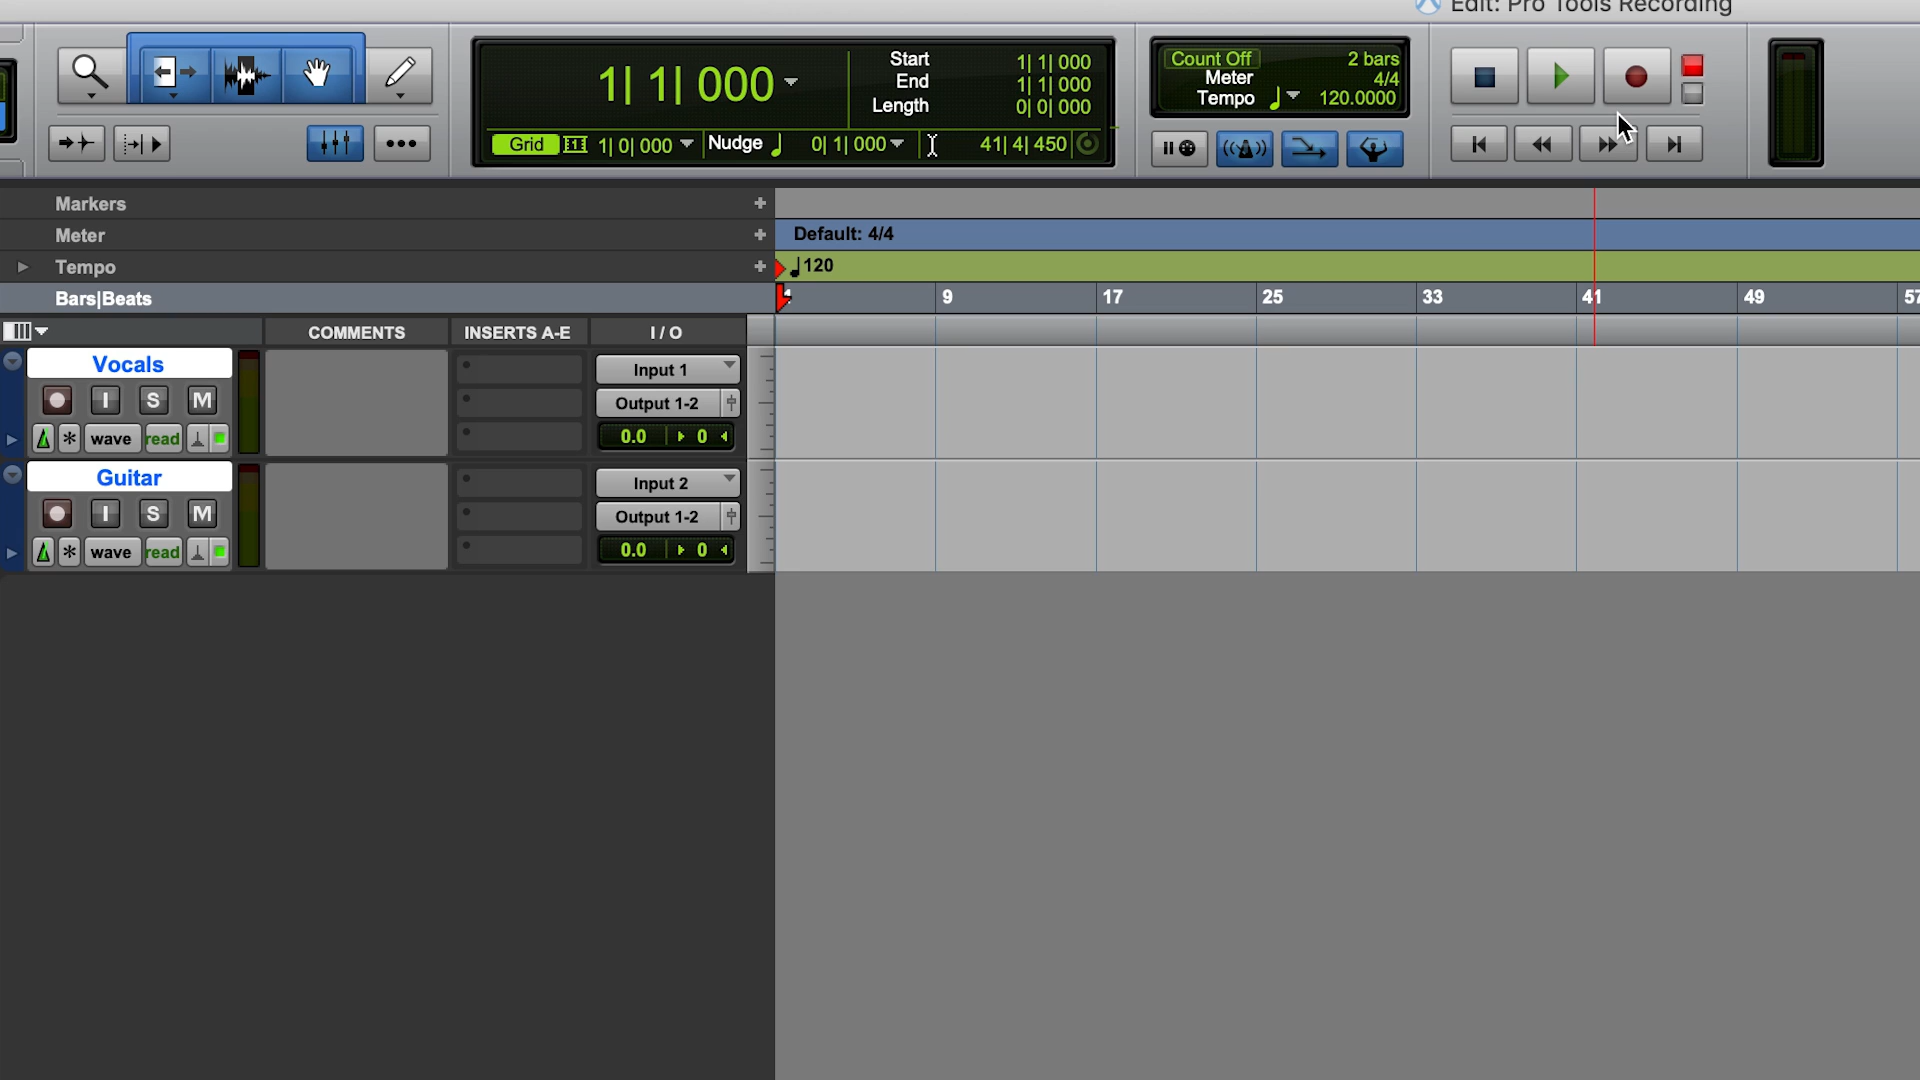 Edit: Pro Tools Recording
1| 1| 000
Start 1| 1| 000
End 1| 1| 000
Length 0| 0| 000
Grid 1| 0| 000 Nudge 0| 1| 000 41| 4| 450
Count Off 2 bars
Meter 4/4
Tempo 120.0000
Markers
Meter Default: 4/4
Tempo 120
Bars|Beats 9 17 25 33 41 49 57
COMMENTS INSERTS A-E I / O
Vocals Input 1
I S M Output 1-2
wave read 0.0 0
Guitar Input 2
I S M Output 1-2
wave read 0.0 0